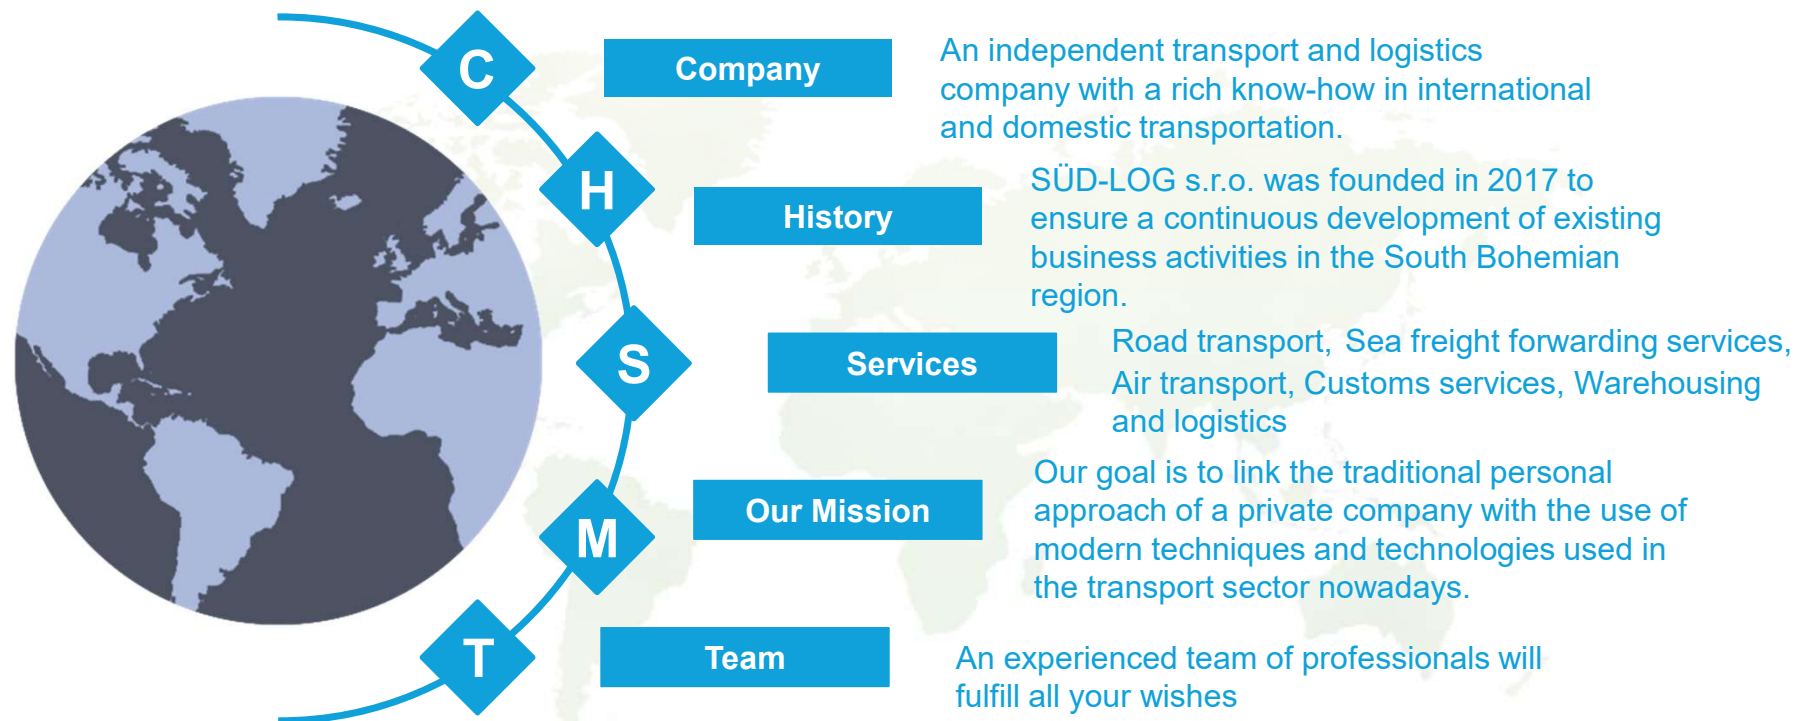 C
Company
An independent transport and logistics
company with a rich know-how in international
and domestic transportation.
H
History
SÜD-LOG s.r.o. was founded in 2017 to
ensure a continuous development of existing
business activities in the South Bohemian
region.
S
Services
Road transport, Sea freight forwarding services,
Air transport, Customs services, Warehousing
and logistics
M
Our Mission
Our goal is to link the traditional personal
approach of a private company with the use of
modern techniques and technologies used in
the transport sector nowadays.
T
Team
An experienced team of professionals will
fulfill all your wishes